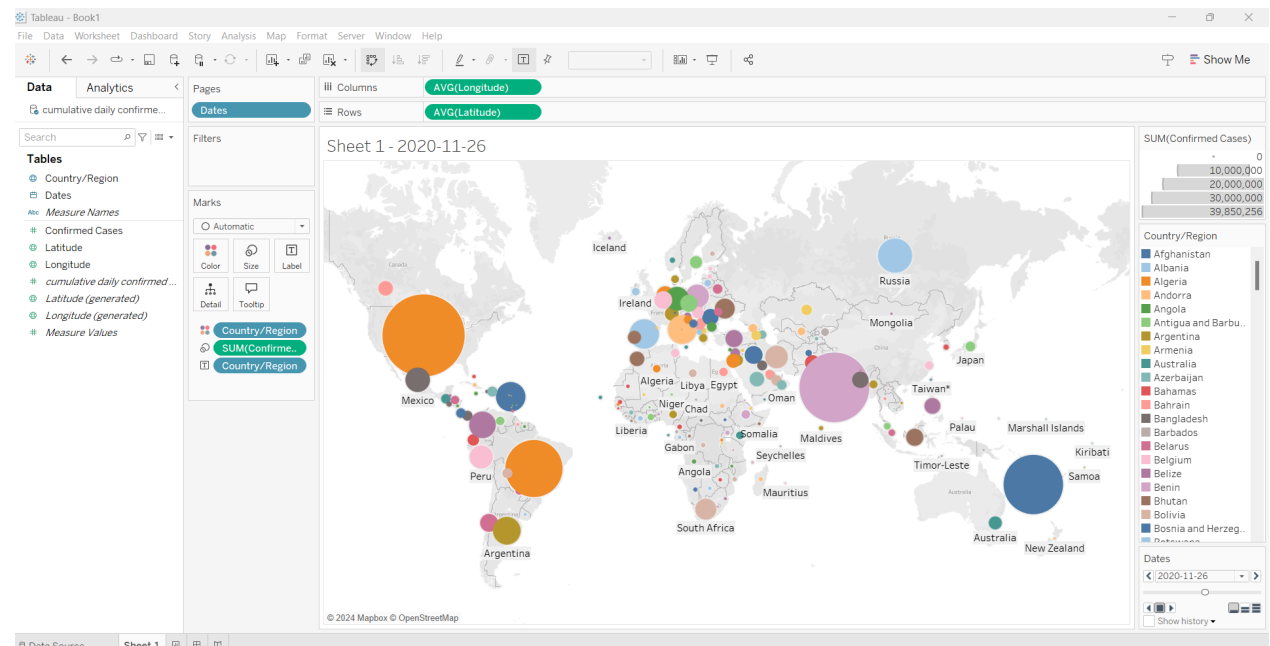 Tableau - Book1
File Data Worksheet Dashboard Story Analysis Map Format Server Window Help
Show Me
Data Analytics
cumulative daily confirme...
Search
Tables
Country/Region
Dates
Abc Measure Names
Confirmed Cases
Latitude
Longitude
cumulative daily confirmed ...
Latitude (generated)
Longitude (generated)
Measure Values
Pages
Dates
Filters
Marks
Automatic
Color Size Label
Detail Tooltip
Country/Region
SUM(Confirme..
Country/Region
Columns AVG(Longitude)
Rows AVG(Latitude)
Sheet 1 - 2020-11-26
Iceland
Canada
Russia
Ireland
Mongolia
China
Japan
Mexico
Algeria Libya Egypt
Oman
Taiwan*
Niger Chad
Liberia
Somalia
Maldives
Palau
Marshall Islands
Gabon
Seychelles
Kiribati
Peru
Angola
Timor-Leste
Samoa
Mauritius
Australia
South Africa
Argentina
Australia
New Zealand
© 2024 Mapbox © OpenStreetMap
SUM(Confirmed Cases)
0
10,000,000
20,000,000
30,000,000
39,850,256
Country/Region
Afghanistan
Albania
Algeria
Andorra
Angola
Antigua and Barbu..
Argentina
Armenia
Australia
Azerbaijan
Bahamas
Bahrain
Bangladesh
Barbados
Belarus
Belgium
Belize
Benin
Bhutan
Bolivia
Bosnia and Herzeg..
Botswana
Dates
2020-11-26
Show history
Data Source Sheet 1